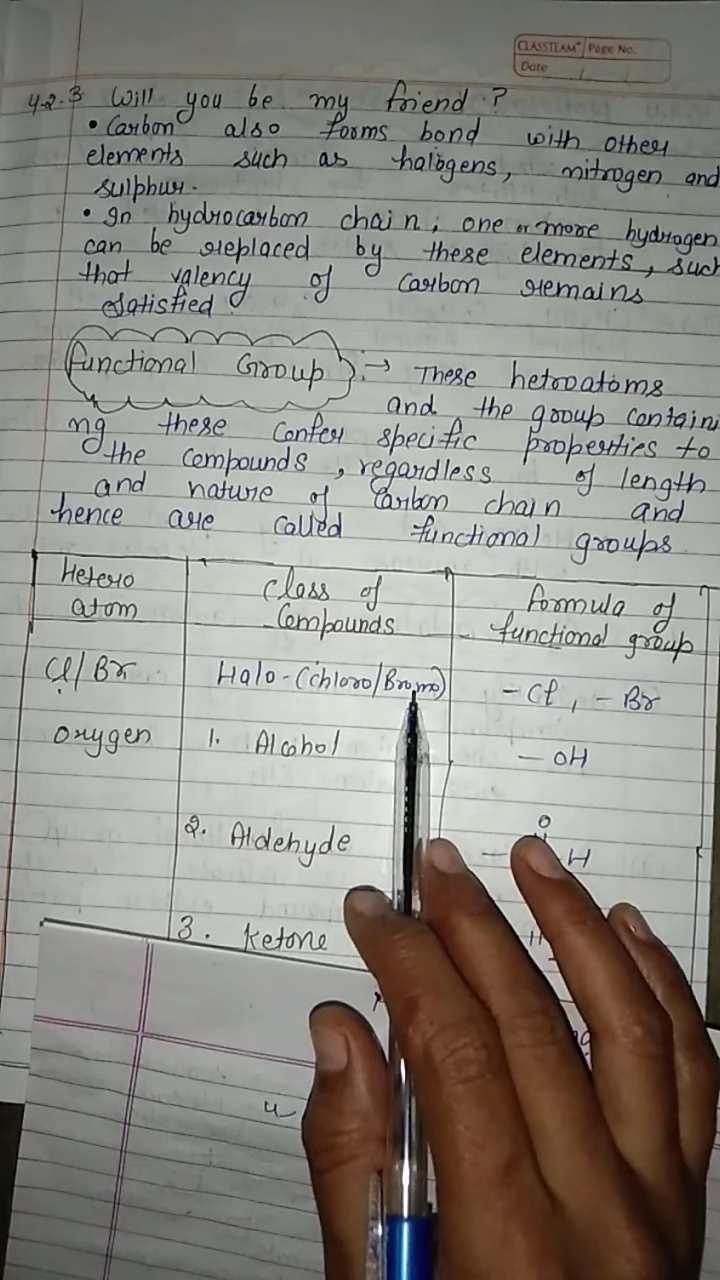 CLASSTEAM Page No.
Date
4.2.3 Will you be my friend ?
• Carbon also forms bond with other
elements such as halogens, nitrogen and
sulphur.
• In hydrocarbon chain, one or more hydrogen
can be replaced by these elements, such
that valency of carbon remains
satisfied.
functional Group :→ These hetroatoms
and the group containi
ng these confer specific properties to
the compounds, regardless of length
and nature of Carbon chain and
hence are called functional groups
Hetero Class of Formula of
atom Compounds functional group
Cl/Br Halo-(Chloro/Bromo) -Cl, -Br
Oxygen 1. Alcohol - OH
O
2. Aldehyde - H
3. Ketone